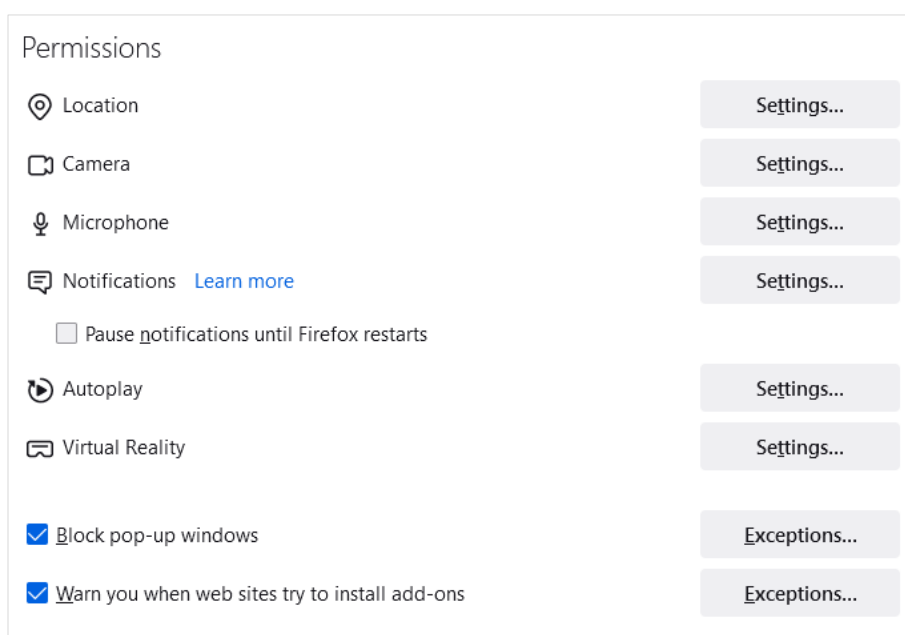 Permissions
Location Settings...
Camera Settings...
Microphone Settings...
Notifications Learn more Settings...
Pause notifications until Firefox restarts
Autoplay Settings...
Virtual Reality Settings...
Block pop-up windows Exceptions...
Warn you when web sites try to install add-ons Exceptions...